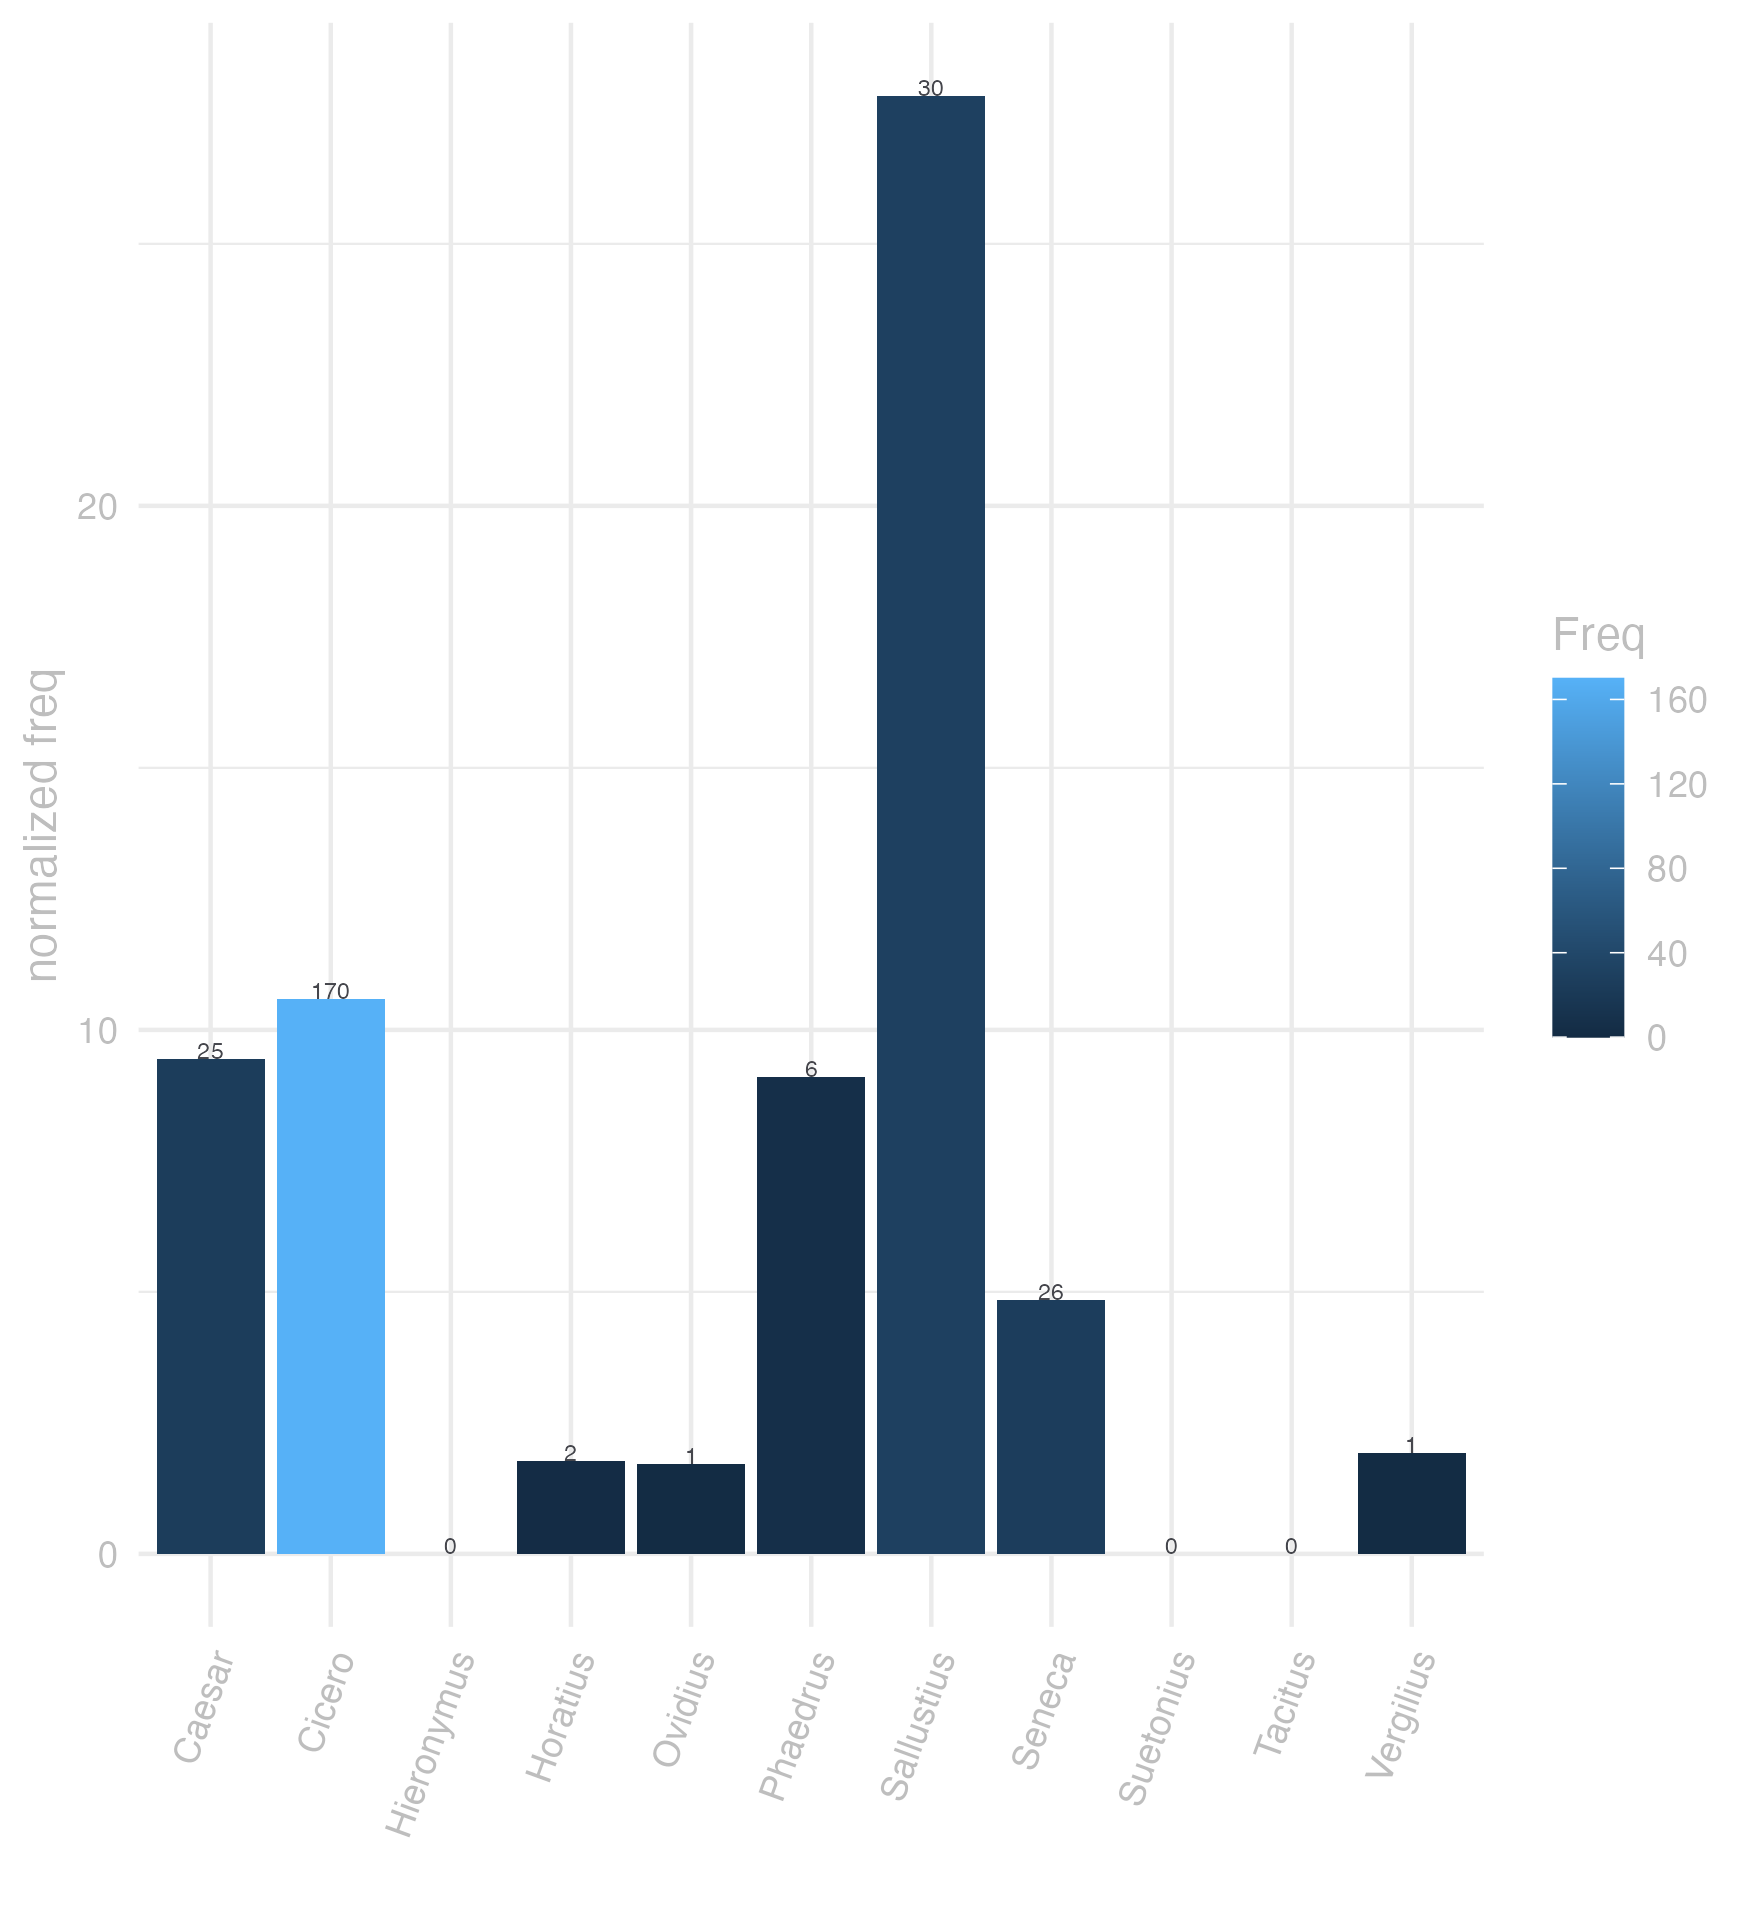 30
20
Freq
160
120
80
40
0
normalized freq
170
10
25
6
26
2
1
1
0
0
0
0
Caesar
Cicero
Hieronymus
Horatius
Ovidius
Phaedrus
Sallustius
Seneca
Suetonius
Tacitus
Vergilius